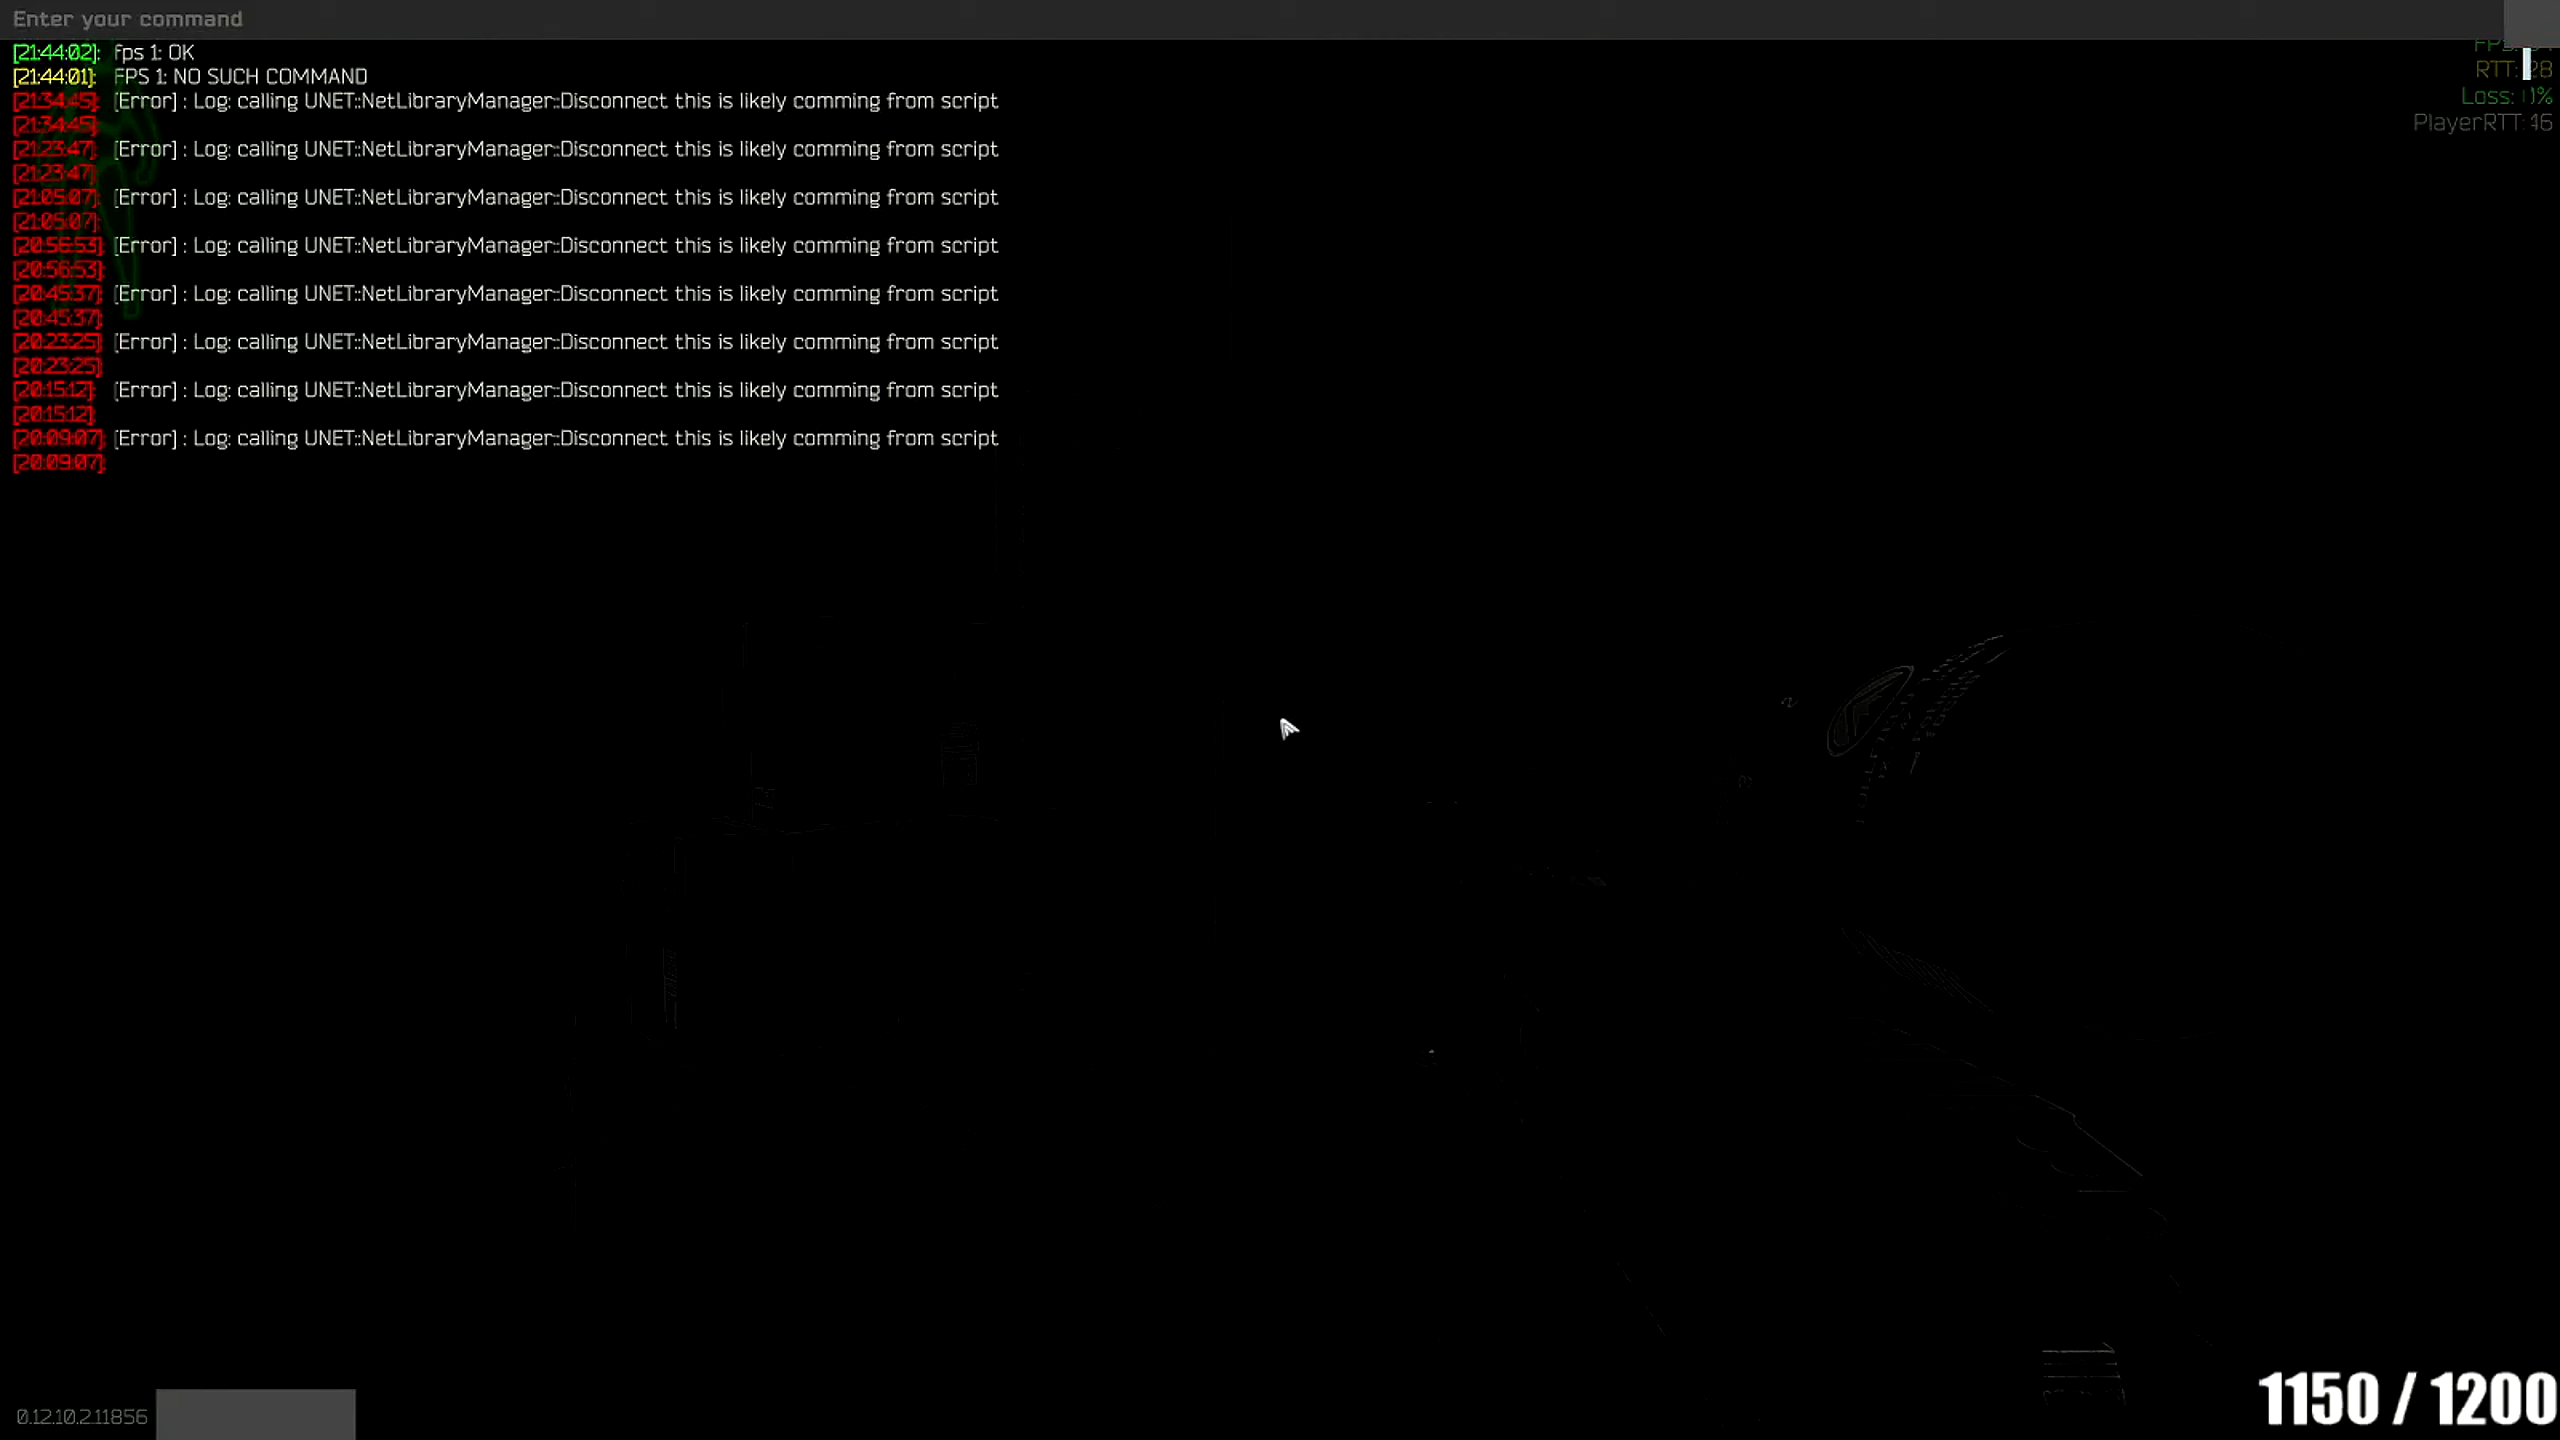 Enter your command
[21:44:02]: fps 1: OK
[21:44:01]: FPS 1: NO SUCH COMMAND
[21:34:45]: [Error] : Log: calling UNET::NetLibraryManager::Disconnect this is likely comming from script
[21:34:45]:
[21:23:47]: [Error] : Log: calling UNET::NetLibraryManager::Disconnect this is likely comming from script
[21:23:47]:
[21:05:07]: [Error] : Log: calling UNET::NetLibraryManager::Disconnect this is likely comming from script
[21:05:07]:
[20:56:53]: [Error] : Log: calling UNET::NetLibraryManager::Disconnect this is likely comming from script
[20:56:53]:
[20:45:37]: [Error] : Log: calling UNET::NetLibraryManager::Disconnect this is likely comming from script
[20:45:37]:
[20:23:25]: [Error] : Log: calling UNET::NetLibraryManager::Disconnect this is likely comming from script
[20:23:25]:
[20:15:12]: [Error] : Log: calling UNET::NetLibraryManager::Disconnect this is likely comming from script
[20:15:12]:
[20:09:07]: [Error] : Log: calling UNET::NetLibraryManager::Disconnect this is likely comming from script
[20:09:07]:
RTT:
Loss:
PlayerRTT:
0.12.10.2.11856
1150 / 1200